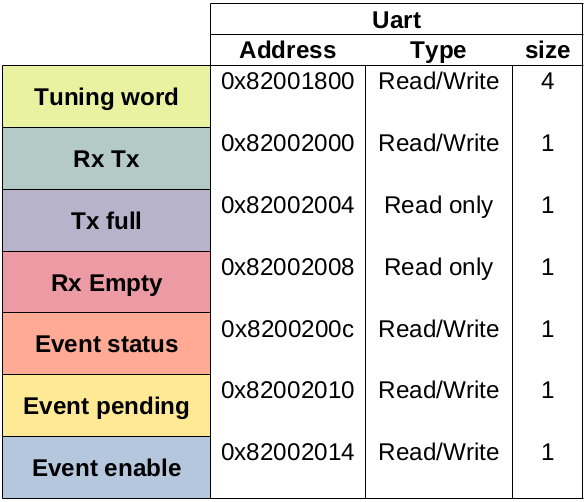 Uart
Address Type size
Tuning word 0x82001800 Read/Write 4
Rx Tx 0x82002000 Read/Write 1
Tx full 0x82002004 Read only 1
Rx Empty 0x82002008 Read only 1
Event status 0x8200200c Read/Write 1
Event pending 0x82002010 Read/Write 1
Event enable 0x82002014 Read/Write 1